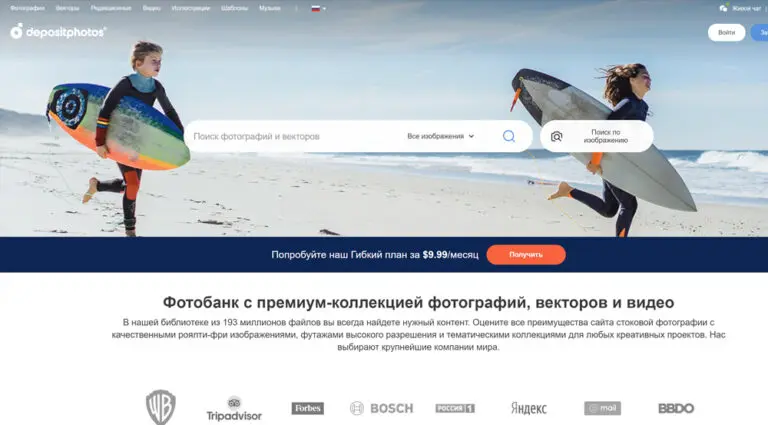 Фотографии Векторы Редакционные Видео Иллюстрации Шаблоны Музыка Живой чат
depositphotos Войти
Поиск фотографий и векторов Все изображения Поиск по
изображению
Попробуйте наш Гибкий план за $9.99/месяц Получить
Фотобанк с премиум-коллекцией фотографий, векторов и видео
В нашей библиотеке из 193 миллионов файлов вы всегда найдете нужный контент. Оцените все преимущества сайта стоковой фотографии с
качественными роялти-фри изображениями, футажами высокого разрешения и тематическими коллекциями для любых креативных проектов. Нас
выбирают крупнейшие компании мира.
WB Tripadvisor Forbes BOSCH РОССИЯ 1 Яндекс @mail BBDO